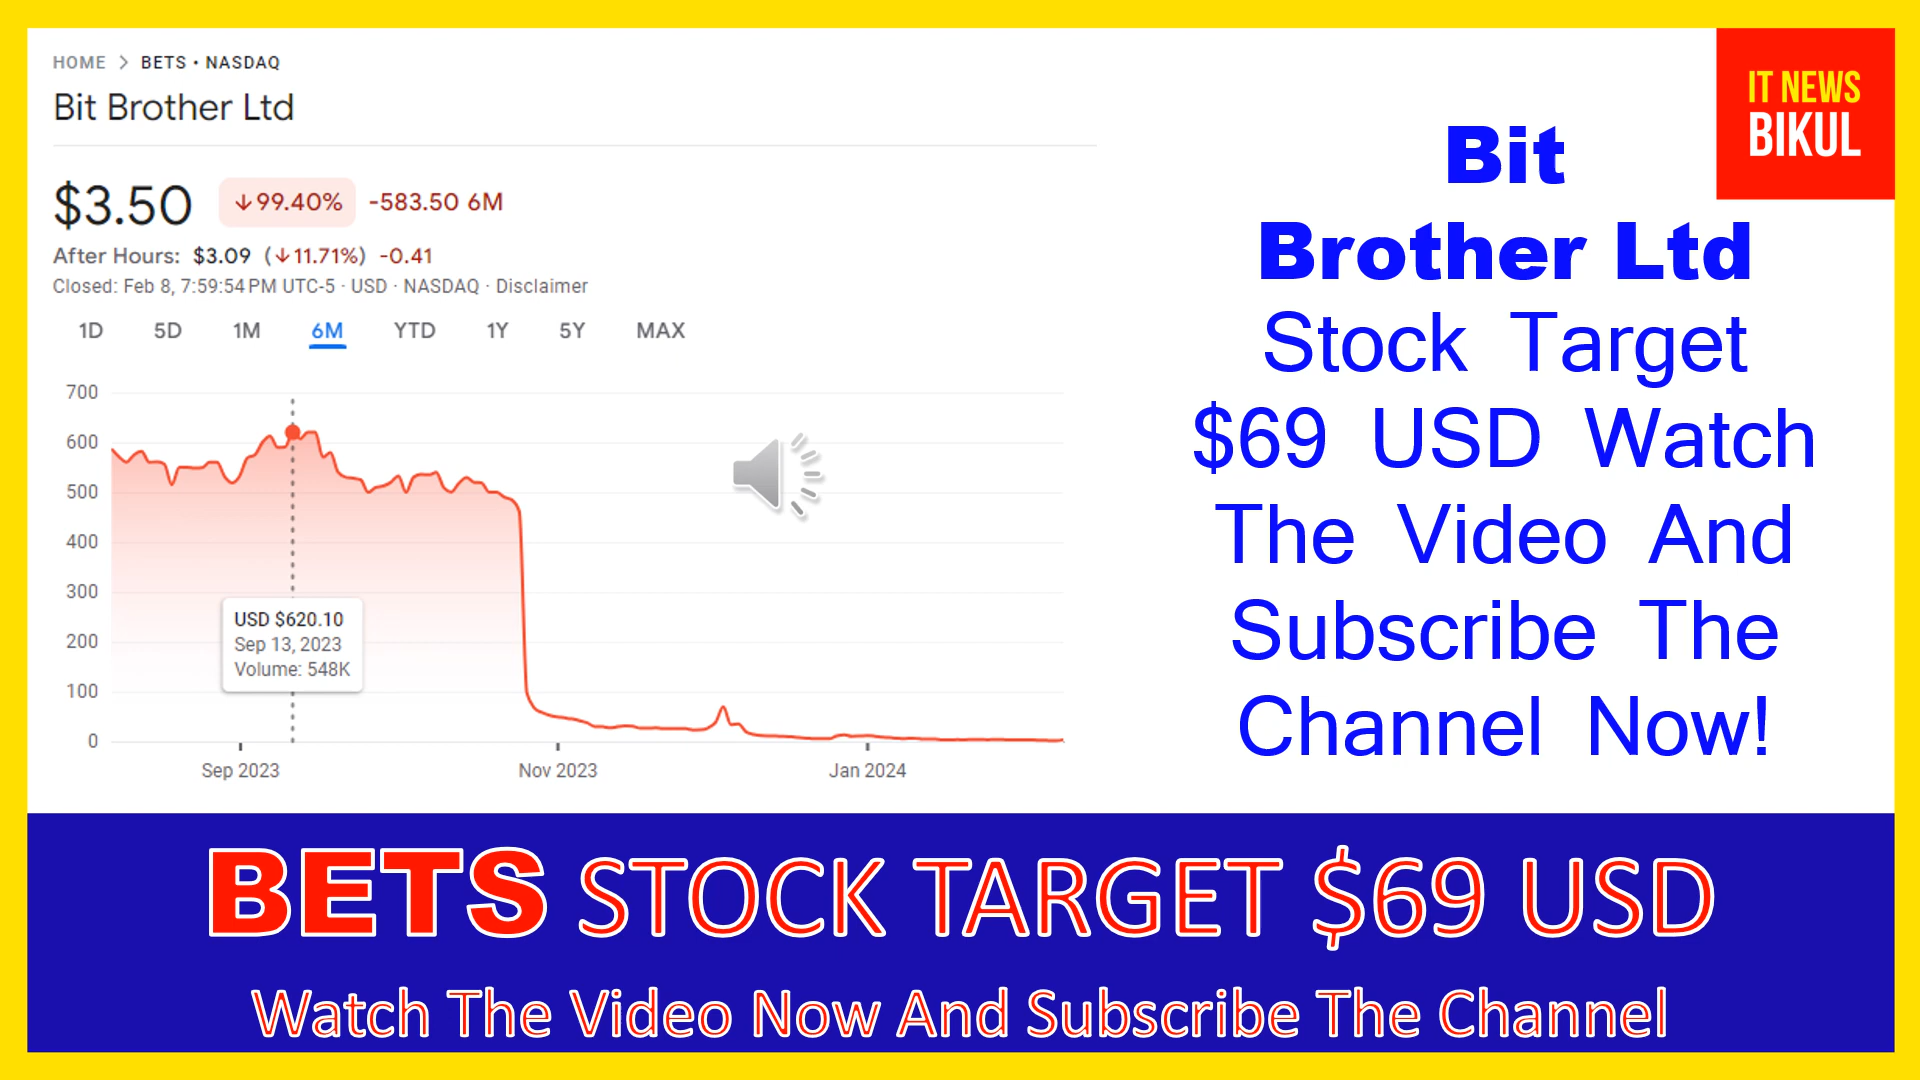 HOME > BETS • NASDAQ
Bit Brother Ltd
$3.50 ↓99.40% -583.50 6M
After Hours: $3.09 (↓11.71%) -0.41
Closed: Feb 8, 7:59:54 PM UTC-5 · USD · NASDAQ · Disclaimer
1D 5D 1M 6M YTD 1Y 5Y MAX
700
600
500
400
300
200
100
0
USD $620.10
Sep 13, 2023
Volume: 548K
Sep 2023 Nov 2023 Jan 2024
IT NEWS
BIKUL
Bit
Brother Ltd
Stock Target
$69 USD Watch
The Video And
Subscribe The
Channel Now!
BETS STOCK TARGET $69 USD
Watch The Video Now And Subscribe The Channel